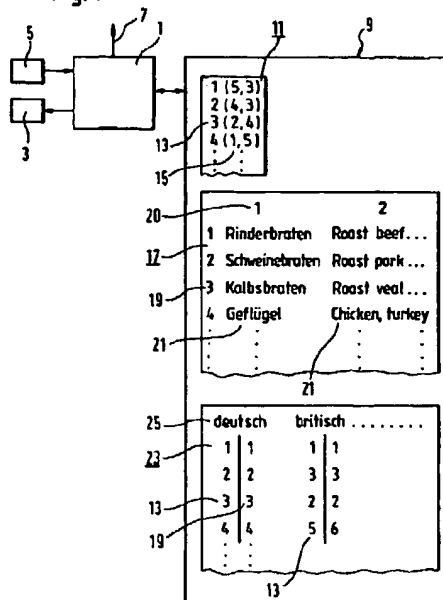 Fig.
5
7
1
3
9
11
1 (5,3)
2 (4,3)
13
3 (2,4)
4 (1,5)
15
20
1 2
17
1 Rinderbraten Roast beef...
2 Schweinebraten Roast pork...
19
3 Kalbsbraten Roast veal...
4 Geflügel Chicken, turkey
21
21
25
deutsch britisch ........
23
1 1 1 1
2 2 3 3
13
3 3 2 2
4 4 5 6
19
13